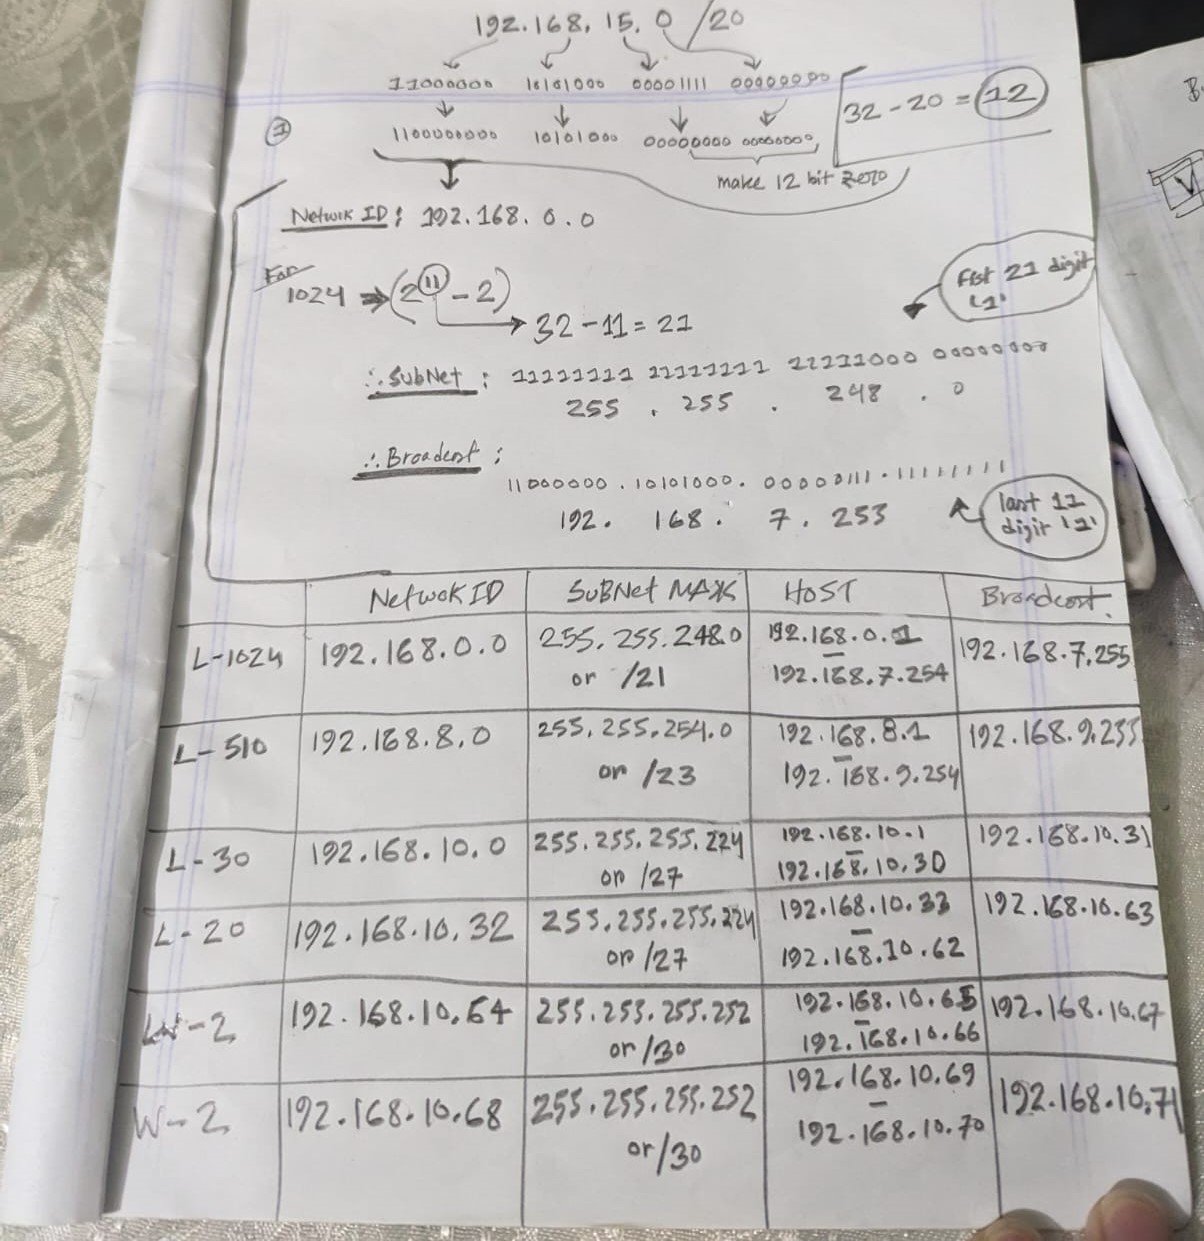 192.168.15.0/20
11000000 10101000 00001111 00000000
32-20=12
1
1100000000 10101000 00000000 00000000,
make 12 bit zero
Netwrk ID: 192.168.0.0
For
1024 → (2^11 - 2)
32-11=21
First 21 digit
'1'
∴ SubNet: 11111111 11111111 11111000 00000000
255 . 255 . 248 . 0
∴ Broadcast:
11000000.10101000.00000111.11111111
192. 168. 7. 253
last 11
digit '1'
NetwokID SUBNet MAXK HOST Broadcast.
L-1024 192.168.0.0 255.255.248.0 192.168.0.1 192.168.7.255
or /21 192.168.7.254
L-510 192.168.8.0 255.255.254.0 192.168.8.1 192.168.9.255
or /23 192.168.9.254
L-30 192.168.10.0 255.255.255.224 192.168.10.1 192.168.10.31
or /27 192.168.10.30
L-20 192.168.10.32 255.255.255.224 192.168.10.33 192.168.10.63
or /27 192.168.10.62
W-2 192.168.10.64 255.255.255.252 192.168.10.65 192.168.10.67
or /30 192.168.10.66
W-2 192.168.10.68 255.255.255.252 192.168.10.69 192.168.10.71
or /30 192.168.10.70